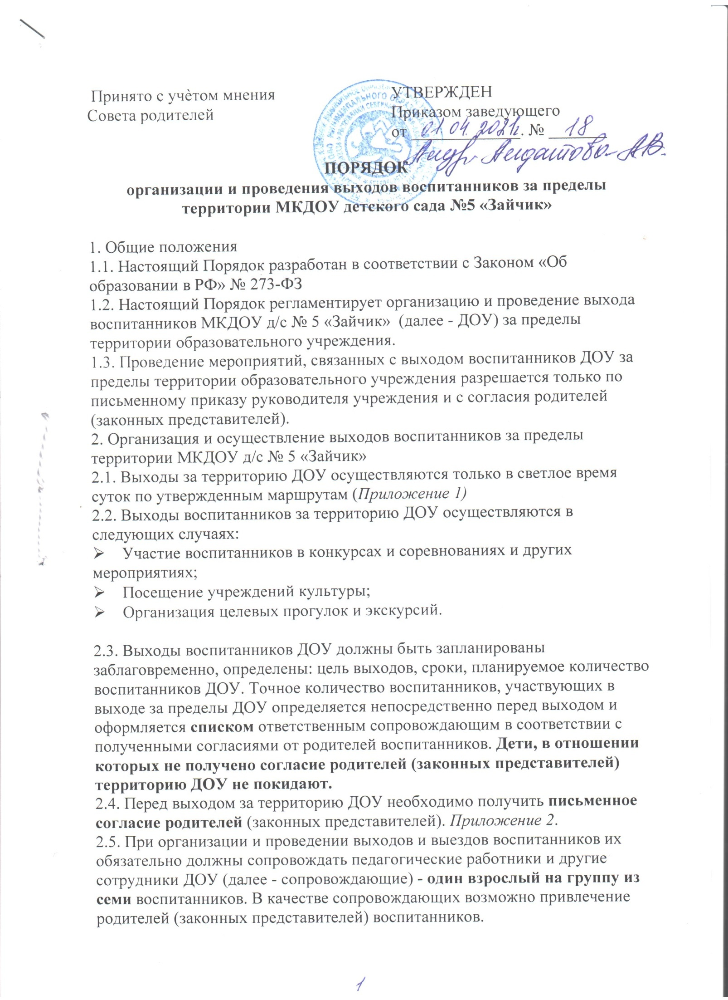 Принято с учѐтом мнения
Совета родителей
УТВЕРЖДЕН
Приказом заведующего
от 01 04 2021г. № 18
ПОРЯДОК
организации и проведения выходов воспитанников за пределы
территории МКДОУ детского сада №5 «Зайчик»
1. Общие положения
1.1. Настоящий Порядок разработан в соответствии с Законом «Об
образовании в РФ» № 273-ФЗ
1.2. Настоящий Порядок регламентирует организацию и проведение выхода
воспитанников МКДОУ д/с № 5 «Зайчик» (далее - ДОУ) за пределы
территории образовательного учреждения.
1.3. Проведение мероприятий, связанных с выходом воспитанников ДОУ за
пределы территории образовательного учреждения разрешается только по
письменному приказу руководителя учреждения и с согласия родителей
(законных представителей).
2. Организация и осуществление выходов воспитанников за пределы
территории МКДОУ д/с № 5 «Зайчик»
2.1. Выходы за территорию ДОУ осуществляются только в светлое время
суток по утвержденным маршрутам (Приложение 1)
2.2. Выходы воспитанников за территорию ДОУ осуществляются в
следующих случаях:
➢ Участие воспитанников в конкурсах и соревнованиях и других
мероприятиях;
➢ Посещение учреждений культуры;
➢ Организация целевых прогулок и экскурсий.
2.3. Выходы воспитанников ДОУ должны быть запланированы
заблаговременно, определены: цель выходов, сроки, планируемое количество
воспитанников ДОУ. Точное количество воспитанников, участвующих в
выходе за пределы ДОУ определяется непосредственно перед выходом и
оформляется списком ответственным сопровождающим в соответствии с
полученными согласиями от родителей воспитанников. Дети, в отношении
которых не получено согласие родителей (законных представителей)
территорию ДОУ не покидают.
2.4. Перед выходом за территорию ДОУ необходимо получить письменное
согласие родителей (законных представителей). Приложение 2.
2.5. При организации и проведении выходов и выездов воспитанников их
обязательно должны сопровождать педагогические работники и другие
сотрудники ДОУ (далее - сопровождающие) - один взрослый на группу из
семи воспитанников. В качестве сопровождающих возможно привлечение
родителей (законных представителей) воспитанников.
1